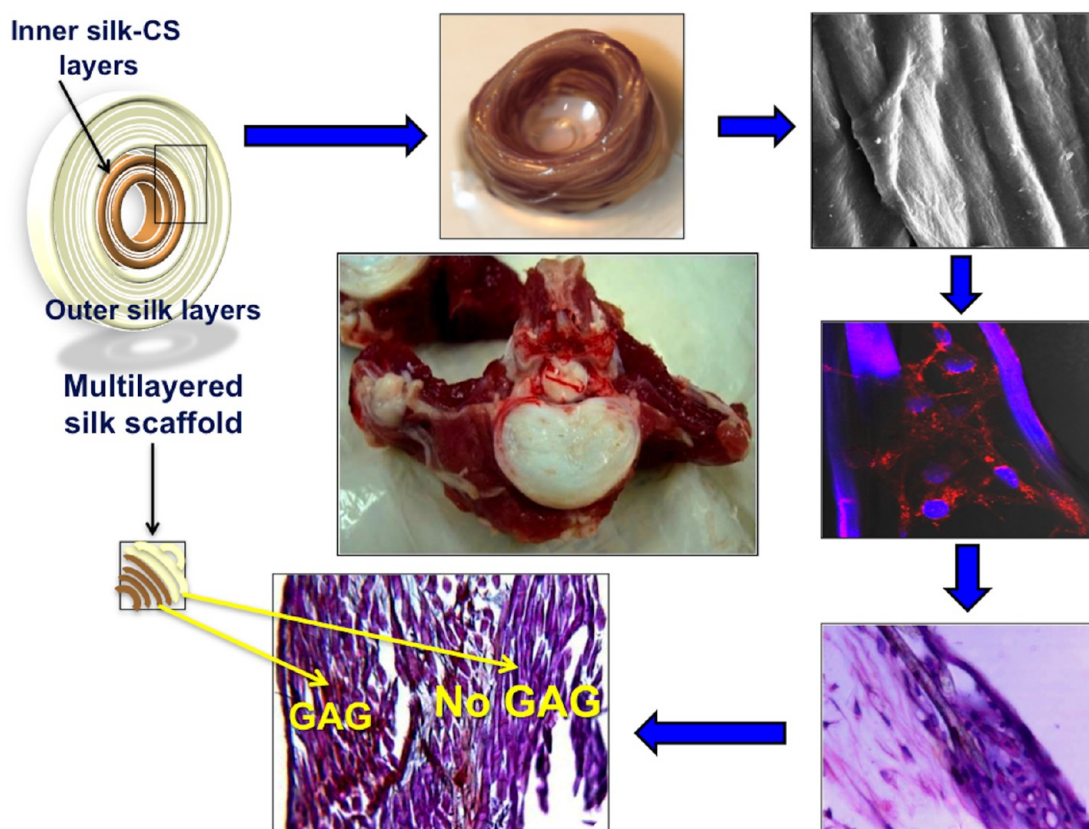 Inner silk-CS
layers
Outer silk layers
Multilayered
silk scaffold
GAG
No GAG